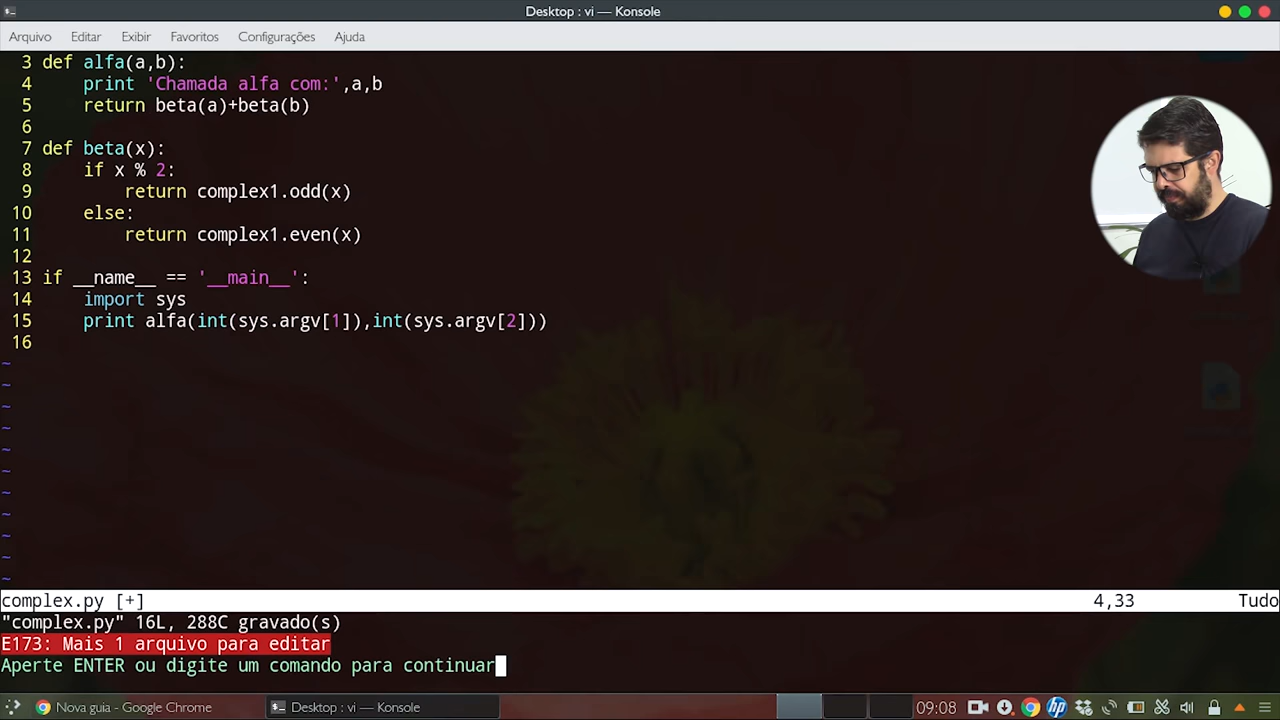 Desktop : vi — Konsole
Arquivo Editar Exibir Favoritos Configurações Ajuda
3 def alfa(a,b):
4     print 'Chamada alfa com:',a,b
5     return beta(a)+beta(b)
6
7 def beta(x):
8     if x % 2:
9         return complex1.odd(x)
10     else:
11         return complex1.even(x)
12
13 if __name__ == '__main__':
14     import sys
15     print alfa(int(sys.argv[1]),int(sys.argv[2]))
16
~
~
~
~
~
~
~
~
~
~
~
complex.py [+] 4,33 Tudo
"complex.py" 16L, 288C gravado(s)
E173: Mais 1 arquivo para editar
Aperte ENTER ou digite um comando para continuar
Nova guia - Google Chrome Desktop : vi — Konsole 09:08 hp